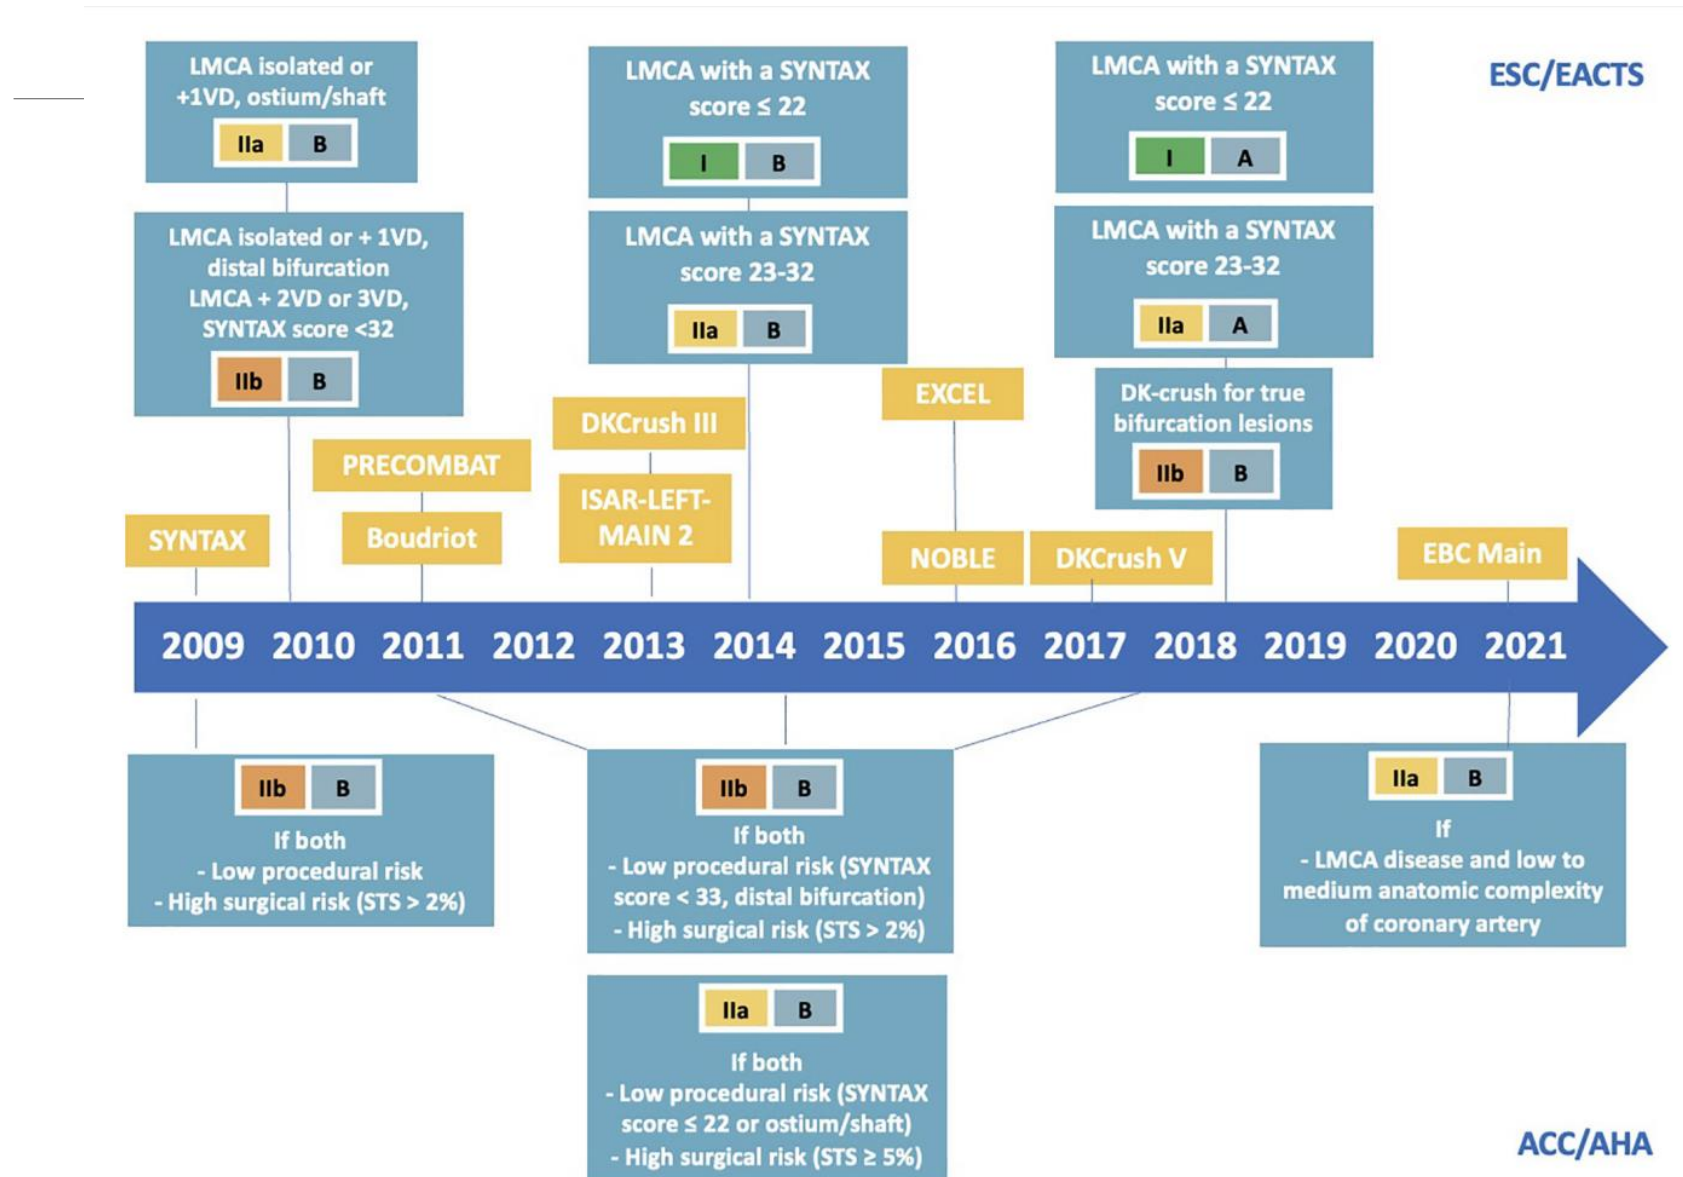 LMCA isolated or
+1VD, ostium/shaft
IIa B
LMCA isolated or + 1VD,
distal bifurcation
LMCA + 2VD or 3VD,
SYNTAX score <32
IIb B
LMCA with a SYNTAX
score ≤ 22
I B
LMCA with a SYNTAX
score 23-32
IIa B
LMCA with a SYNTAX
score ≤ 22
I A
LMCA with a SYNTAX
score 23-32
IIa A
DK-crush for true
bifurcation lesions
IIb B
ESC/EACTS
SYNTAX
PRECOMBAT
Boudriot
DKCrush III
ISAR-LEFT-
MAIN 2
EXCEL
NOBLE
DKCrush V
EBC Main
2009 2010 2011 2012 2013 2014 2015 2016 2017 2018 2019 2020 2021
IIb B
If both
- Low procedural risk
- High surgical risk (STS > 2%)
IIb B
If both
- Low procedural risk (SYNTAX
score < 33, distal bifurcation)
- High surgical risk (STS > 2%)
IIa B
If both
- Low procedural risk (SYNTAX
score ≤ 22 or ostium/shaft)
- High surgical risk (STS ≥ 5%)
IIa B
If
- LMCA disease and low to
medium anatomic complexity
of coronary artery
ACC/AHA